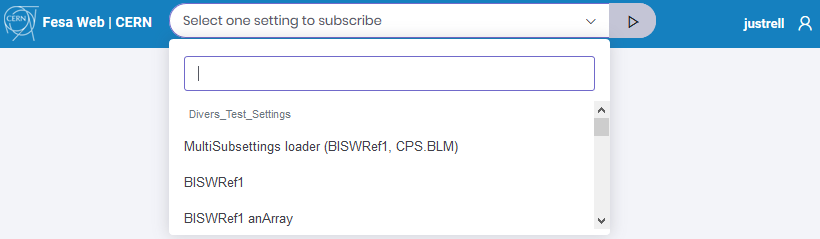 CERN
Fesa Web | CERN
Select one setting to subscribe
justrell
Divers_Test_Settings
MultiSubsettings loader (BISWRef1, CPS.BLM)
BISWRef1
BISWRef1 anArray